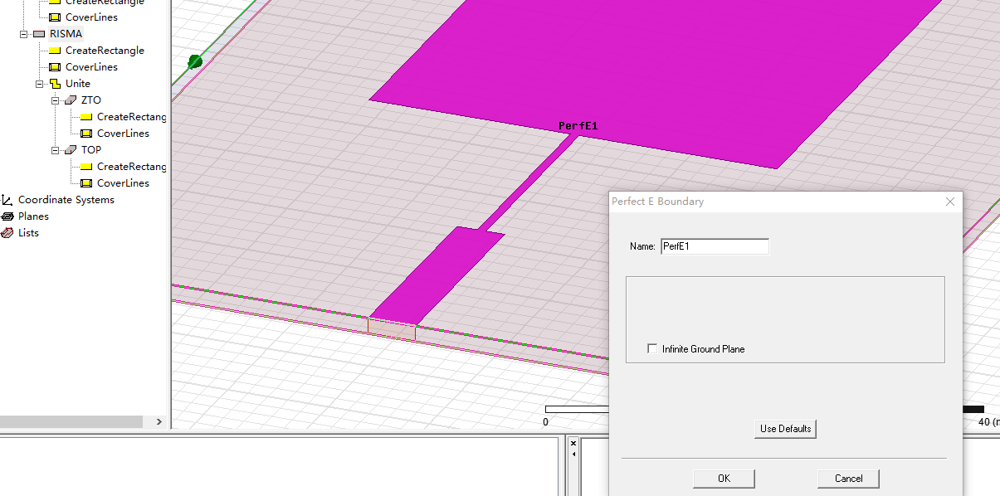 CreateRectangle
CoverLines
RISMA
CreateRectangle
CoverLines
Unite
ZTO
CreateRectang
CoverLines
TOP
CreateRectang
CoverLines
Coordinate Systems
Planes
Lists
PerfE1
Perfect E Boundary
Name: PerfE1
Infinite Ground Plane
Use Defaults
OK Cancel
0
40 (